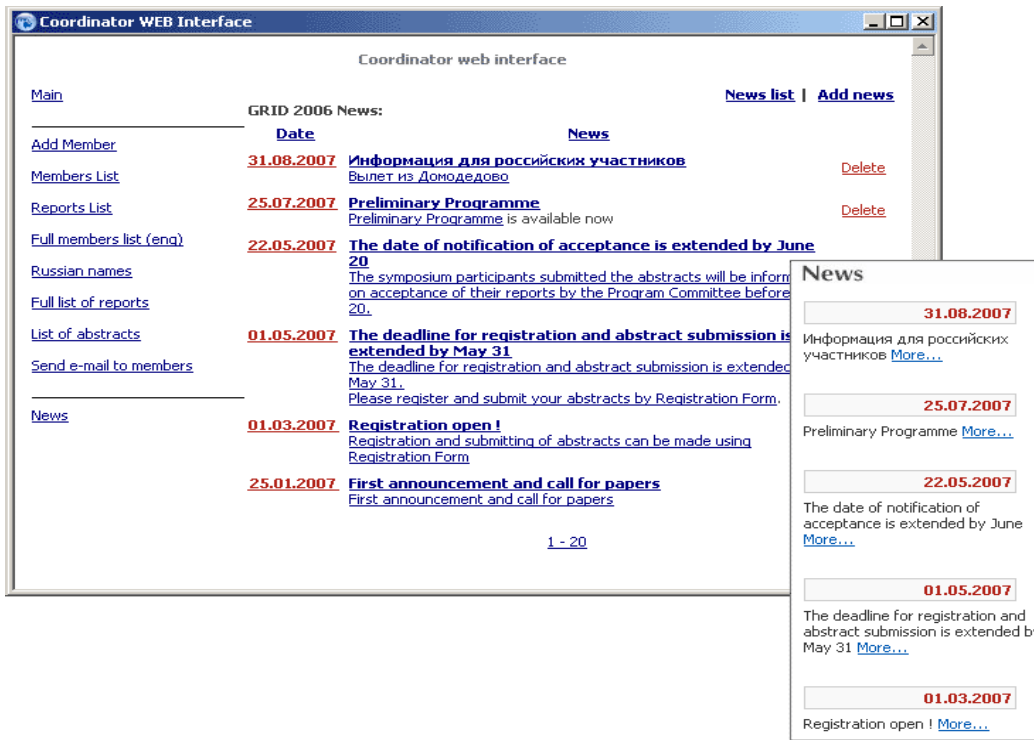 Coordinator WEB Interface
Coordinator web interface
Main
News list | Add news
GRID 2006 News:
Date News
Add Member
Members List
Reports List
Full members list (eng)
Russian names
Full list of reports
List of abstracts
Send e-mail to members
News
31.08.2007 Информация для российских участников
Вылет из Домодедово
Delete
25.07.2007 Preliminary Programme
Preliminary Programme is available now
Delete
22.05.2007 The date of notification of acceptance is extended by June
20
The symposium participants submitted the abstracts will be inform
on acceptance of their reports by the Program Committee before
20.
01.05.2007 The deadline for registration and abstract submission is
extended by May 31
The deadline for registration and abstract submission is extended
May 31.
Please register and submit your abstracts by Registration Form.
01.03.2007 Registration open !
Registration and submitting of abstracts can be made using
Registration Form
25.01.2007 First announcement and call for papers
First announcement and call for papers
1 - 20
News
31.08.2007
Информация для российских
участников More...
25.07.2007
Preliminary Programme More...
22.05.2007
The date of notification of
acceptance is extended by June
More...
01.05.2007
The deadline for registration and
abstract submission is extended by
May 31 More...
01.03.2007
Registration open ! More...